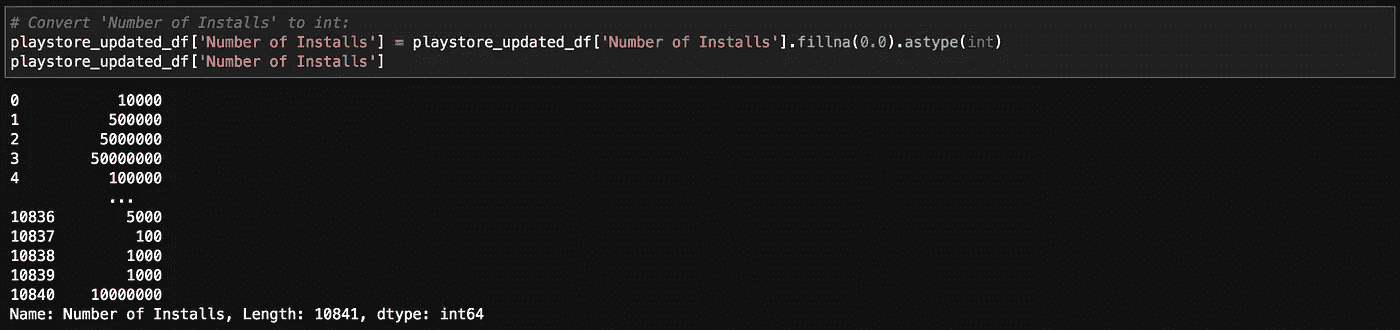 # Convert 'Number of Installs' to int:
playstore_updated_df['Number of Installs'] = playstore_updated_df['Number of Installs'].fillna(0.0).astype(int)
playstore_updated_df['Number of Installs']
0           10000
1          500000
2         5000000
3        50000000
4          100000
           ...
10836        5000
10837         100
10838        1000
10839        1000
10840    10000000
Name: Number of Installs, Length: 10841, dtype: int64